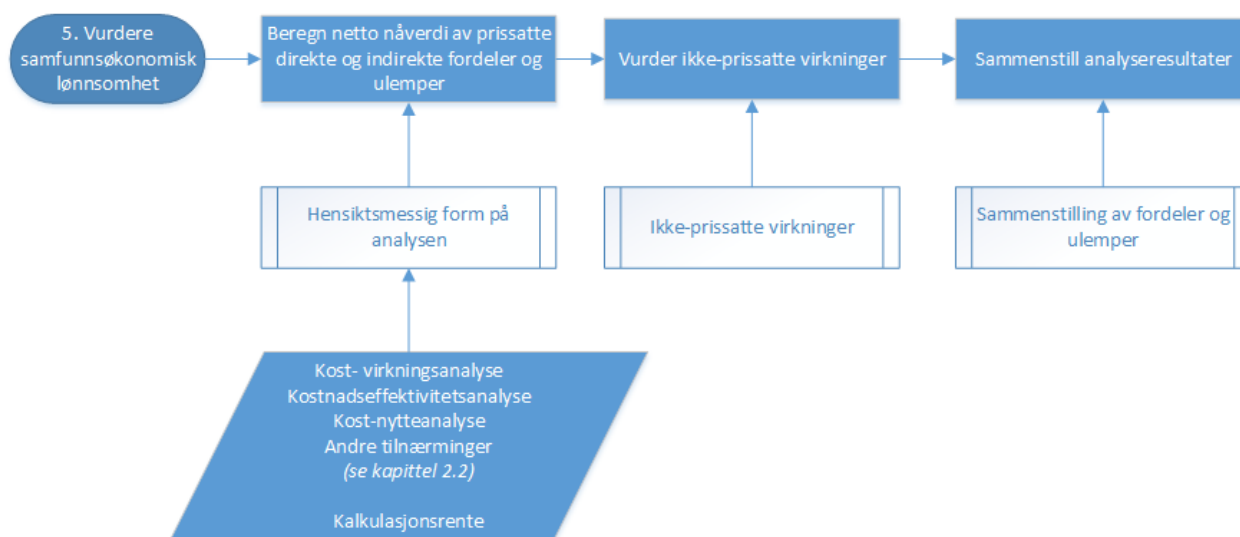 5. Vurdere
samfunnsøkonomisk
lønnsomhet
Beregn netto nåverdi av prissatte
direkte og indirekte fordeler og
ulemper
Vurder ikke-prissatte virkninger
Sammenstill analyseresultater
Hensiktsmessig form på
analysen
Ikke-prissatte virkninger
Sammenstilling av fordeler og
ulemper
Kost- virkningsanalyse
Kostnadseffektivitetsanalyse
Kost-nytteanalyse
Andre tilnærminger
(se kapittel 2.2)
Kalkulasjonsrente